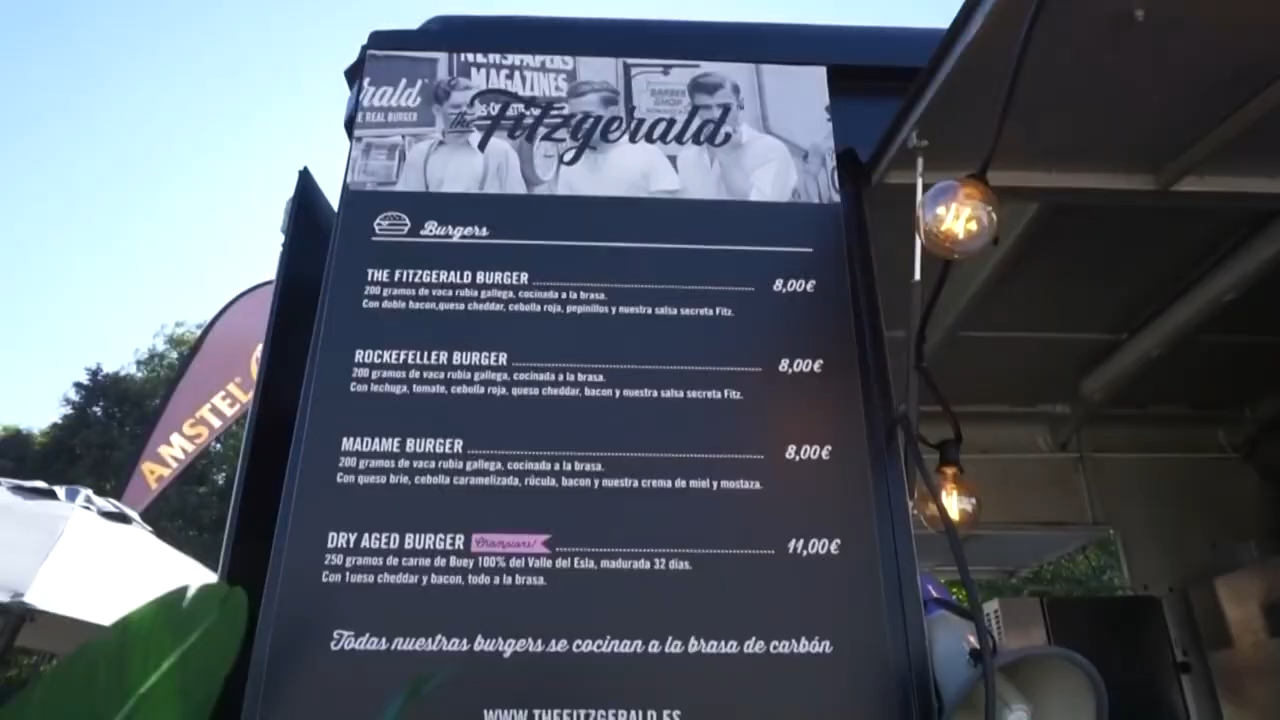 NEWSPAPERS
MAGAZINES
BARBER
SHOP
rald
E REAL BURGER
the Fitzgerald
Burgers
THE FITZGERALD BURGER 8,00€
200 gramos de vaca rubia gallega, cocinada a la brasa.
Con doble bacon,queso cheddar, cebolla roja, pepinillos y nuestra salsa secreta Fitz.
ROCKEFELLER BURGER 8,00€
200 gramos de vaca rubia gallega, cocinada a la brasa.
Con lechuga, tomate, cebolla roja, queso cheddar, bacon y nuestra salsa secreta Fitz.
MADAME BURGER 8,00€
200 gramos de vaca rubia gallega, cocinada a la brasa.
Con queso brie, cebolla caramelizada, rúcula, bacon y nuestra crema de miel y mostaza.
DRY AGED BURGER Champions! 11,00€
250 gramos de carne de Buey 100% del Valle del Esla, madurada 32 días.
Con 1ueso cheddar y bacon, todo a la brasa.
Todas nuestras burgers se cocinan a la brasa de carbón
WWW.THEFITZGERALD.ES
AMSTEL